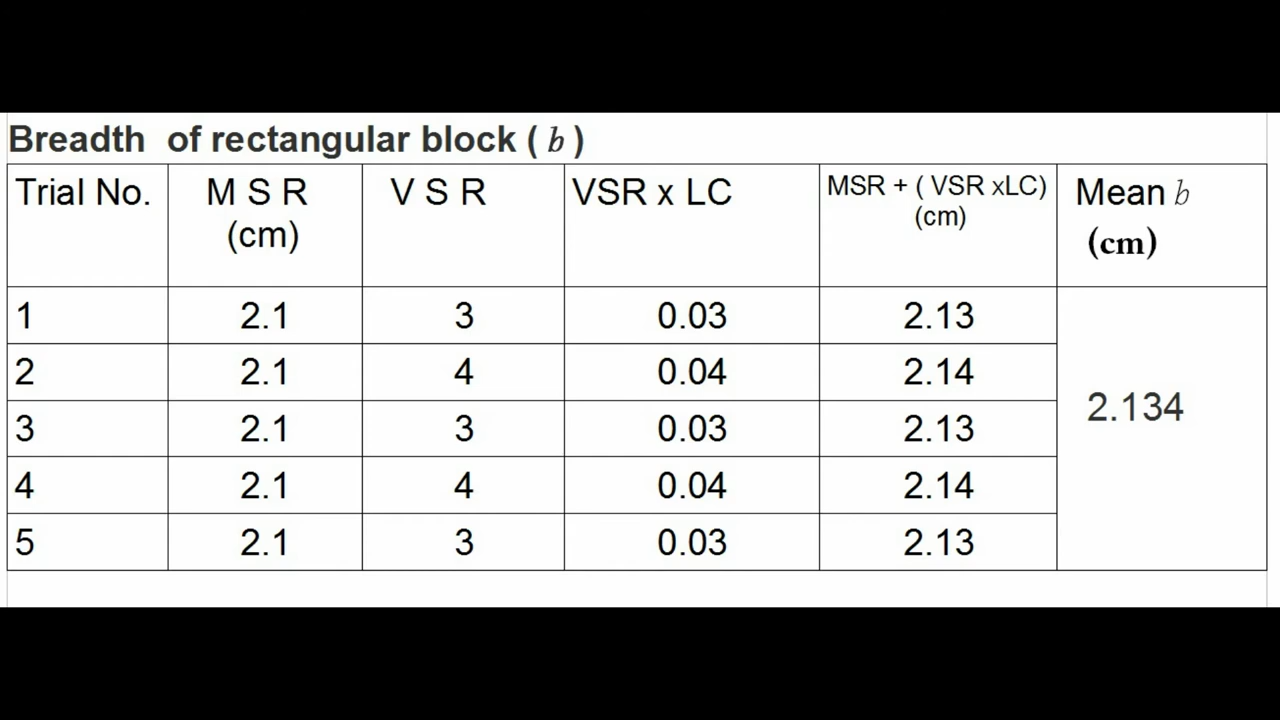 Breadth of rectangular block ( b )
Trial No. M S R (cm) V S R VSR x LC MSR + ( VSR xLC) (cm) Mean b (cm)
1 2.1 3 0.03 2.13
2 2.1 4 0.04 2.14
3 2.1 3 0.03 2.13
2.134
4 2.1 4 0.04 2.14
5 2.1 3 0.03 2.13